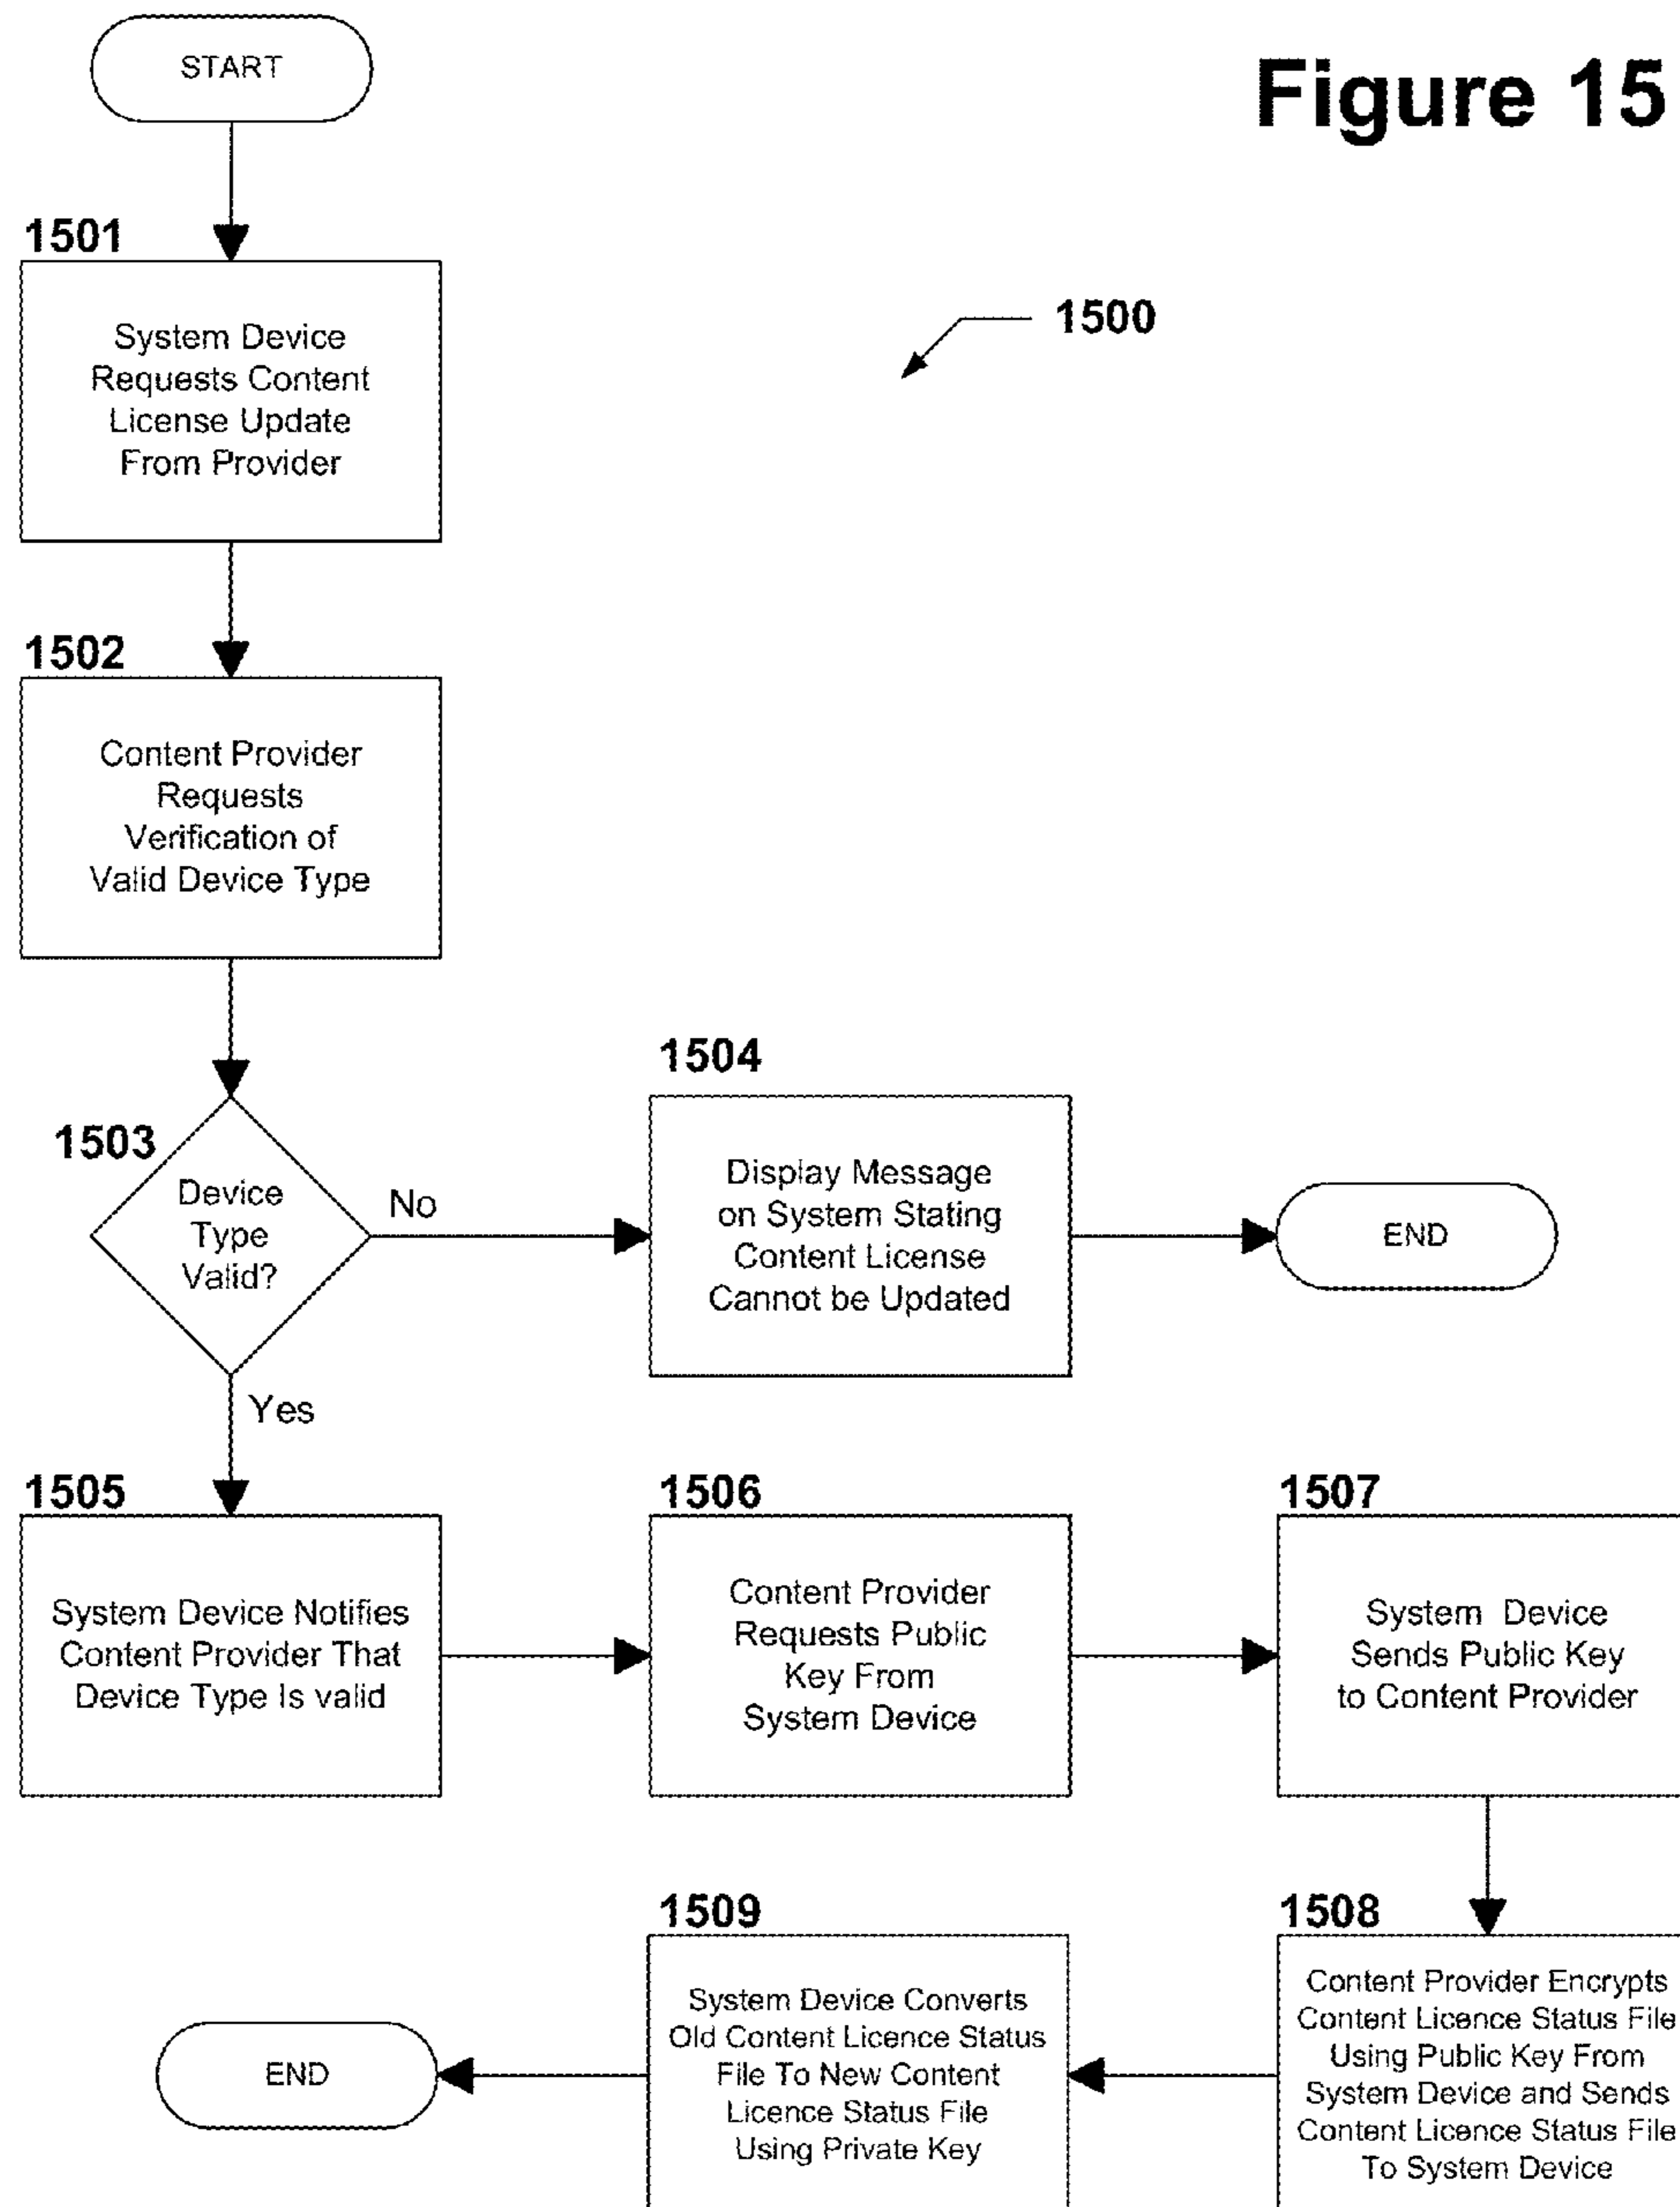 START
Figure 15
1501
System Device
Requests Content
License Update
From Provider
1500
1502
Content Provider
Requests
Verification of
Valid Device Type
1503
Device
Type
Valid?
No
1504
Display Message
on System Stating
Content License
Cannot be Updated
END
Yes
1505
System Device Notifies
Content Provider That
Device Type Is valid
1506
Content Provider
Requests Public
Key From
System Device
1507
System Device
Sends Public Key
to Content Provider
1508
Content Provider Encrypts
Content Licence Status File
Using Public Key From
System Device and Sends
Content Licence Status File
To System Device
1509
System Device Converts
Old Content Licence Status
File To New Content
Licence Status File
Using Private Key
END